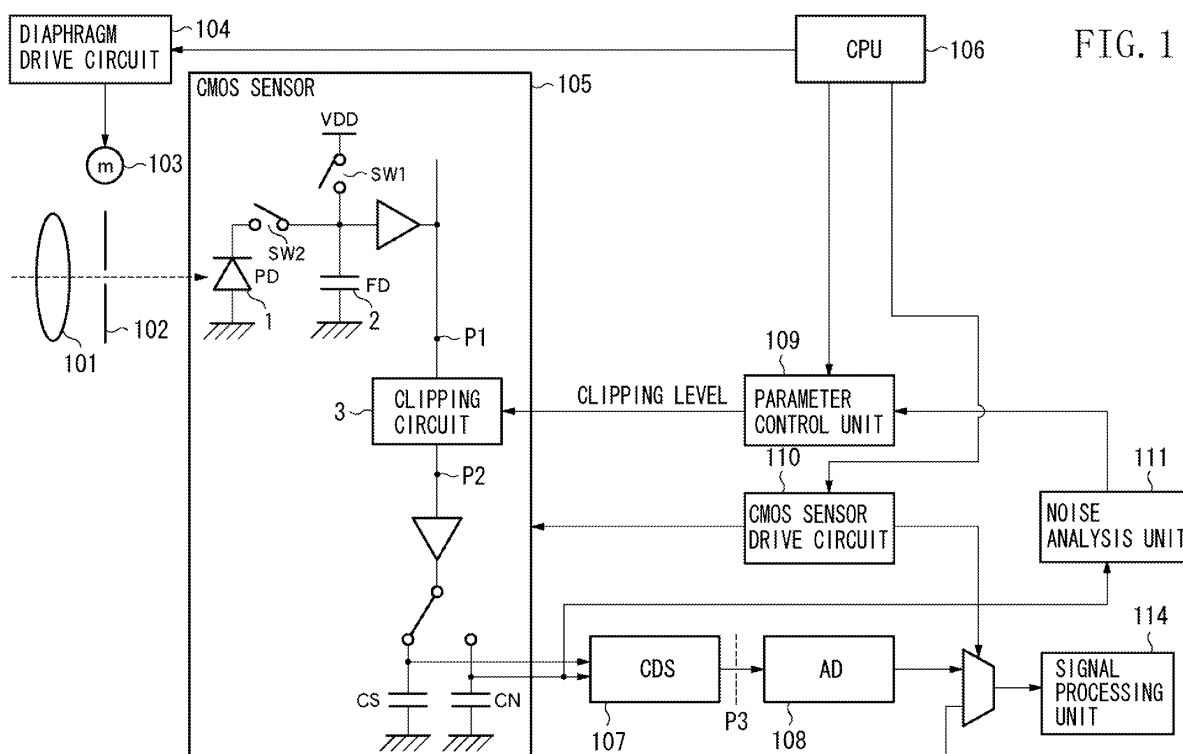 FIG. 1
DIAPHRAGM
DRIVE CIRCUIT
104
CPU
106
CMOS SENSOR
105
VDD
m
103
SW1
SW2
PD
FD
1
2
101
102
P1
109
3
CLIPPING
CIRCUIT
CLIPPING LEVEL
PARAMETER
CONTROL UNIT
110
111
P2
CMOS SENSOR
DRIVE CIRCUIT
NOISE
ANALYSIS UNIT
114
CDS
AD
SIGNAL
PROCESSING
UNIT
CS
CN
P3
107
108